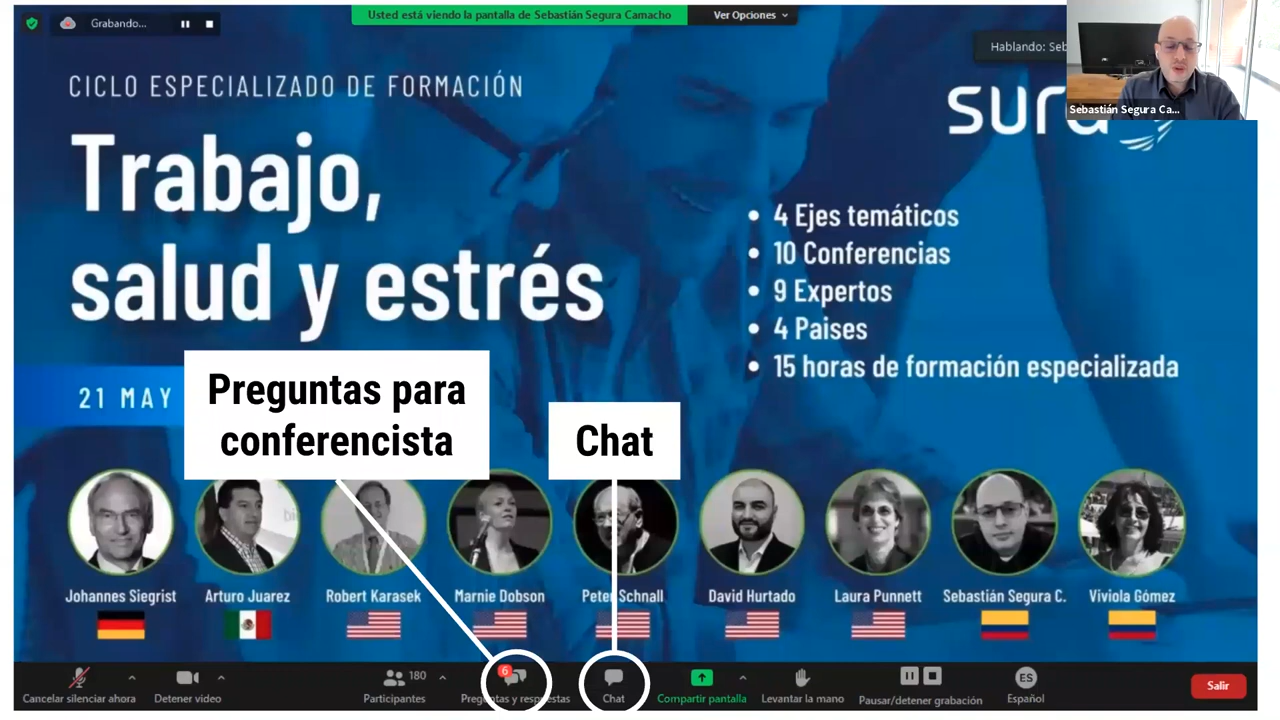 Grabando...
Usted está viendo la pantalla de Sebastián Segura Camacho
Ver Opciones
Hablando: Seb
Sebastián Segura Ca...
CICLO ESPECIALIZADO DE FORMACIÓN
sura
Trabajo,
salud y estrés
4 Ejes temáticos
10 Conferencias
9 Expertos
4 Paises
15 horas de formación especializada
21 MAY
Preguntas para
conferencista
Chat
Johannes Siegrist
Arturo Juarez
Robert Karasek
Marnie Dobson
Peter Schnall
David Hurtado
Laura Punnett
Sebastián Segura C.
Viviola Gómez
Cancelar silenciar ahora
Detener video
180
Participantes
6
Preguntas y respuestas
Chat
Compartir pantalla
Levantar la mano
Pausar/detener grabación
ES
Español
Salir